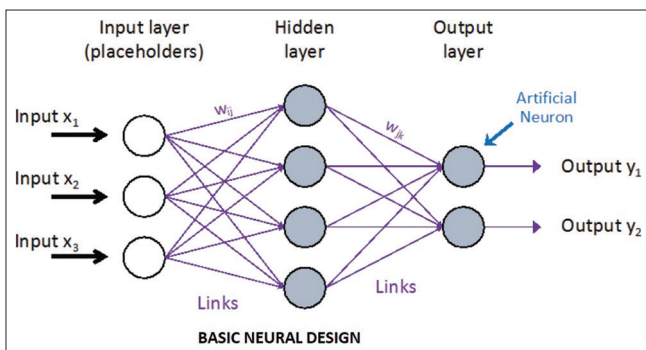 Input layer
(placeholders)
Hidden
layer
Output
layer
Artificial
Neuron
wij
wjk
Input x1
Input x2
Input x3
Output y1
Output y2
Links
Links
BASIC NEURAL DESIGN